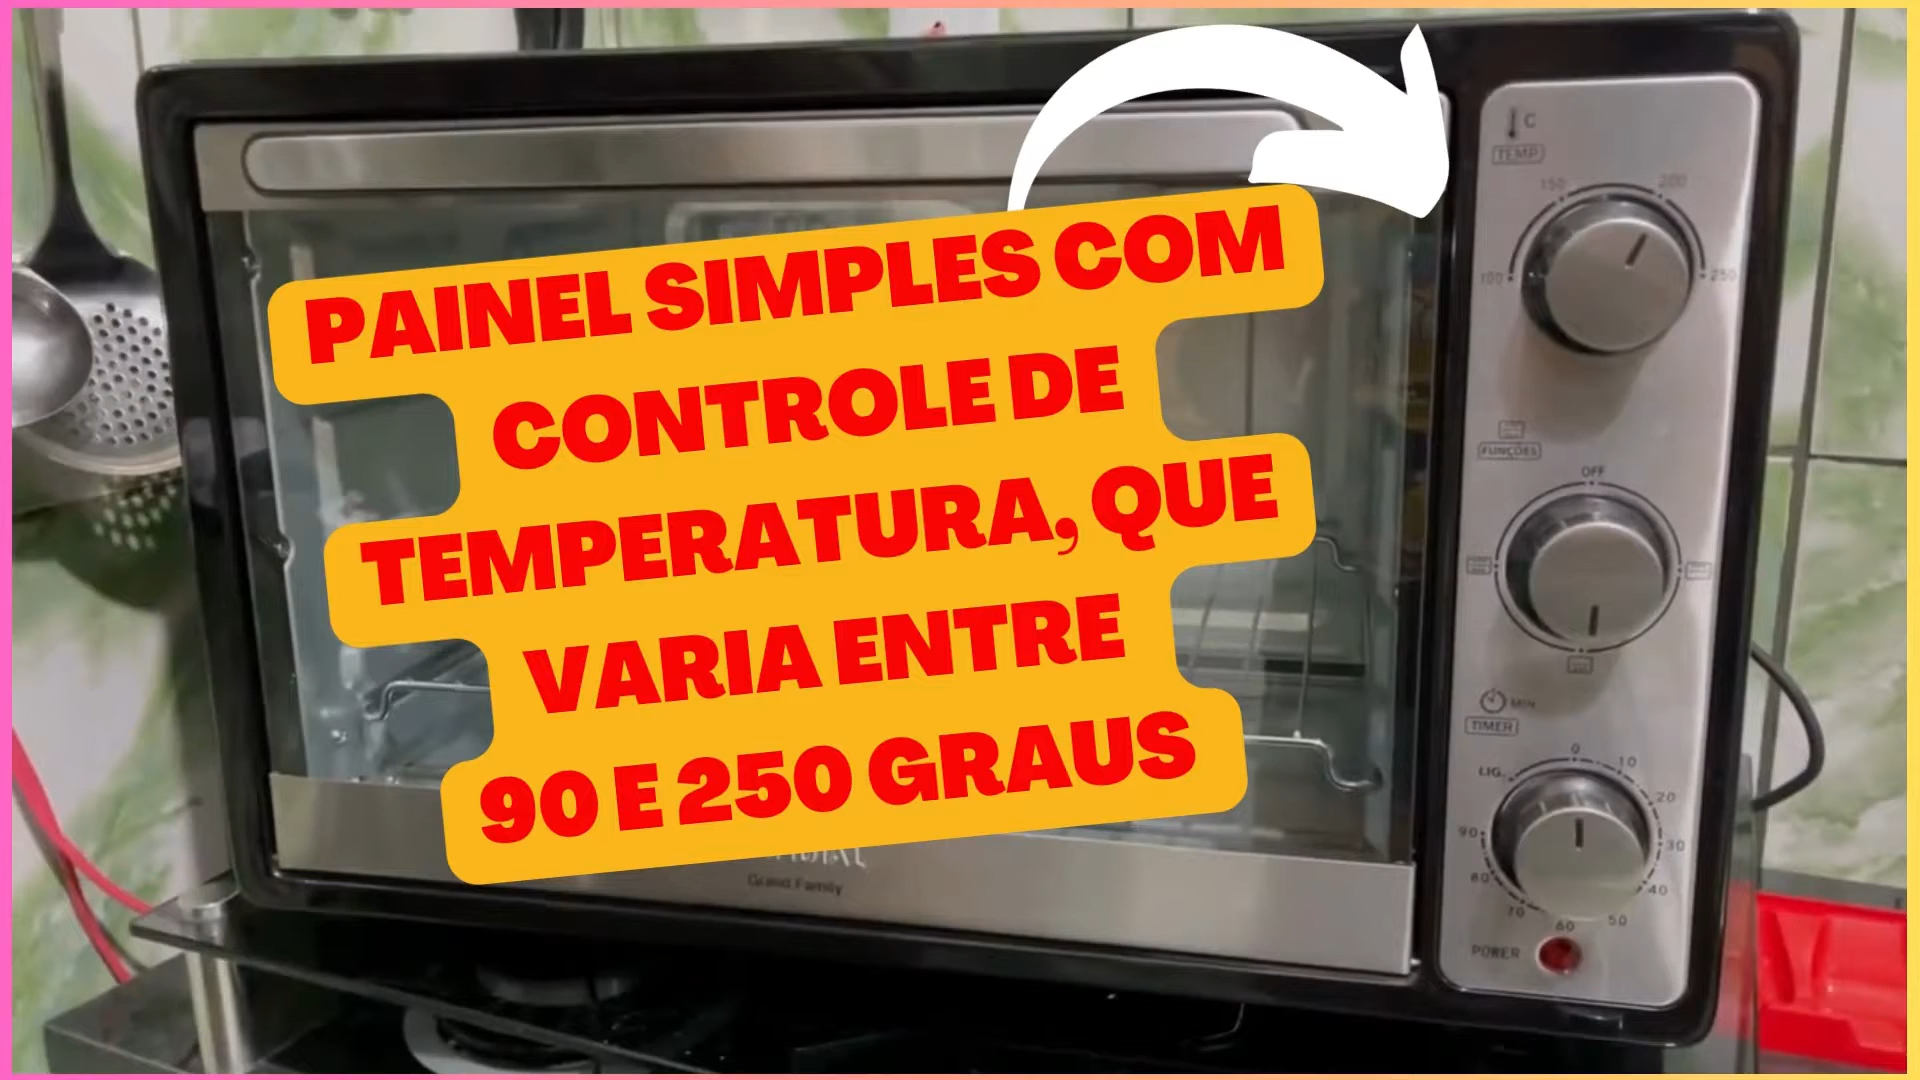 PAINEL SIMPLES COM
CONTROLE DE
TEMPERATURA, QUE
VARIA ENTRE
90 E 250 GRAUS
C
TEMP
150
200
100
250
FUNÇÕES
OFF
MIN
TIMER
0
LIG.
10
20
90
30
80
40
70
50
60
POWER
Grand Family